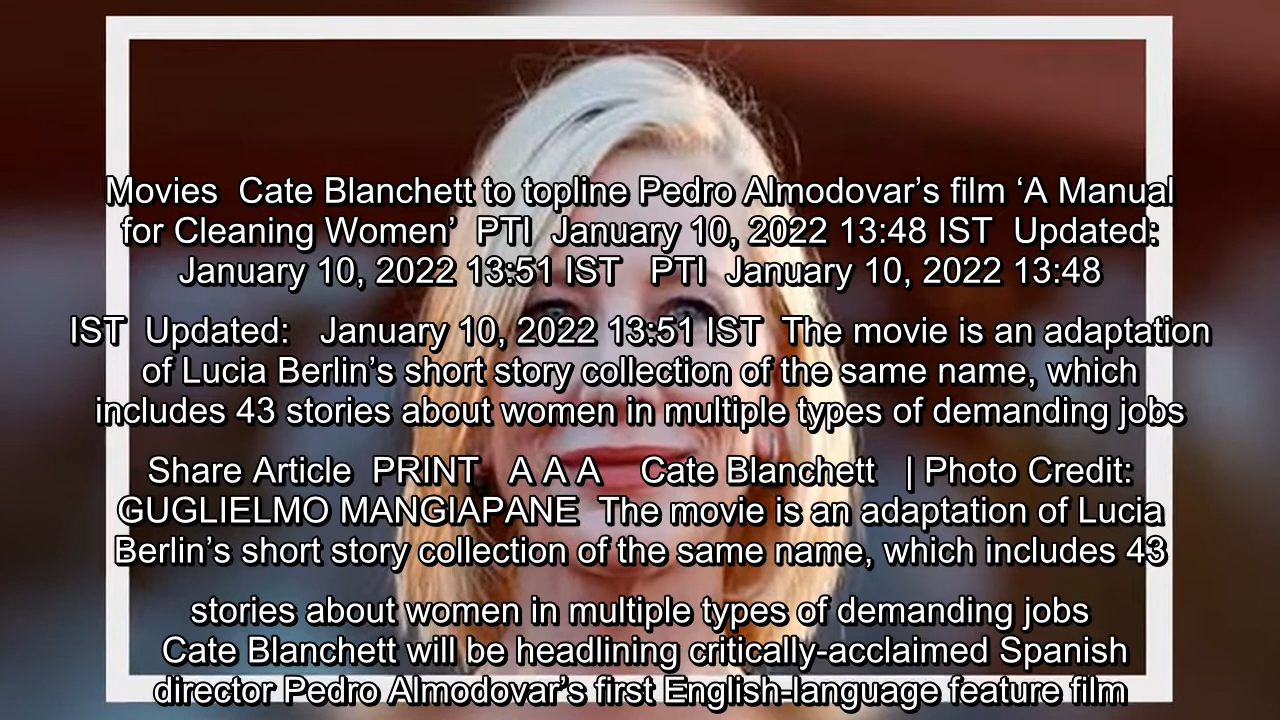 Movies  Cate Blanchett to topline Pedro Almodovar’s film ‘A Manual
for Cleaning Women’  PTI  January 10, 2022 13:48 IST  Updated:
January 10, 2022 13:51 IST   PTI  January 10, 2022 13:48
IST  Updated:   January 10, 2022 13:51 IST  The movie is an adaptation
of Lucia Berlin’s short story collection of the same name, which
includes 43 stories about women in multiple types of demanding jobs
Share Article  PRINT   A A A    Cate Blanchett   | Photo Credit:
GUGLIELMO MANGIAPANE  The movie is an adaptation of Lucia
Berlin’s short story collection of the same name, which includes 43
stories about women in multiple types of demanding jobs
Cate Blanchett will be headlining critically-acclaimed Spanish
director Pedro Almodovar’s first English-language feature film